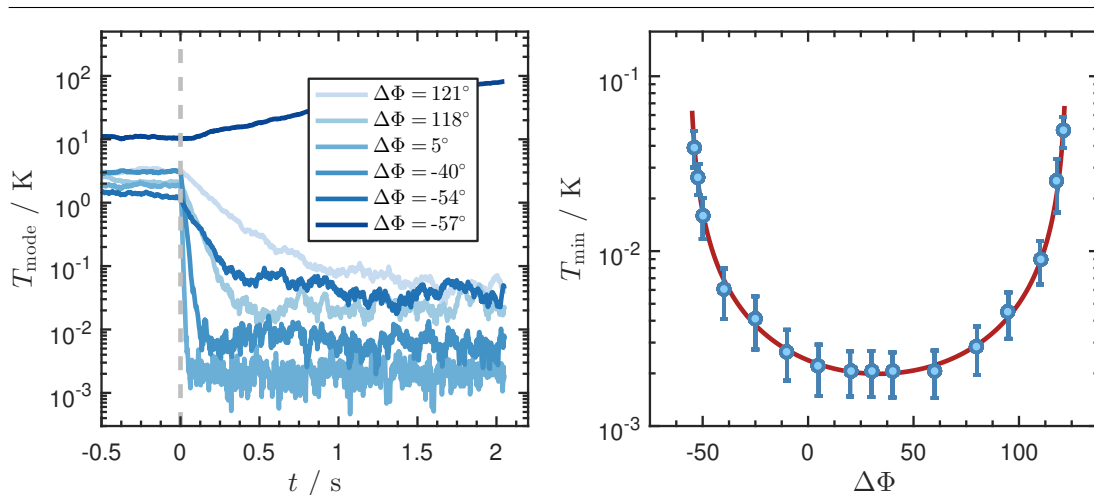 10^2
10^1
10^0
10^-1
10^-2
10^-3
T_mode / K
-0.5 0 0.5 1 1.5 2
t / s
ΔΦ = 121°
ΔΦ = 118°
ΔΦ = 5°
ΔΦ = -40°
ΔΦ = -54°
ΔΦ = -57°
10^-1
10^-2
10^-3
T_min / K
-50 0 50 100
ΔΦ